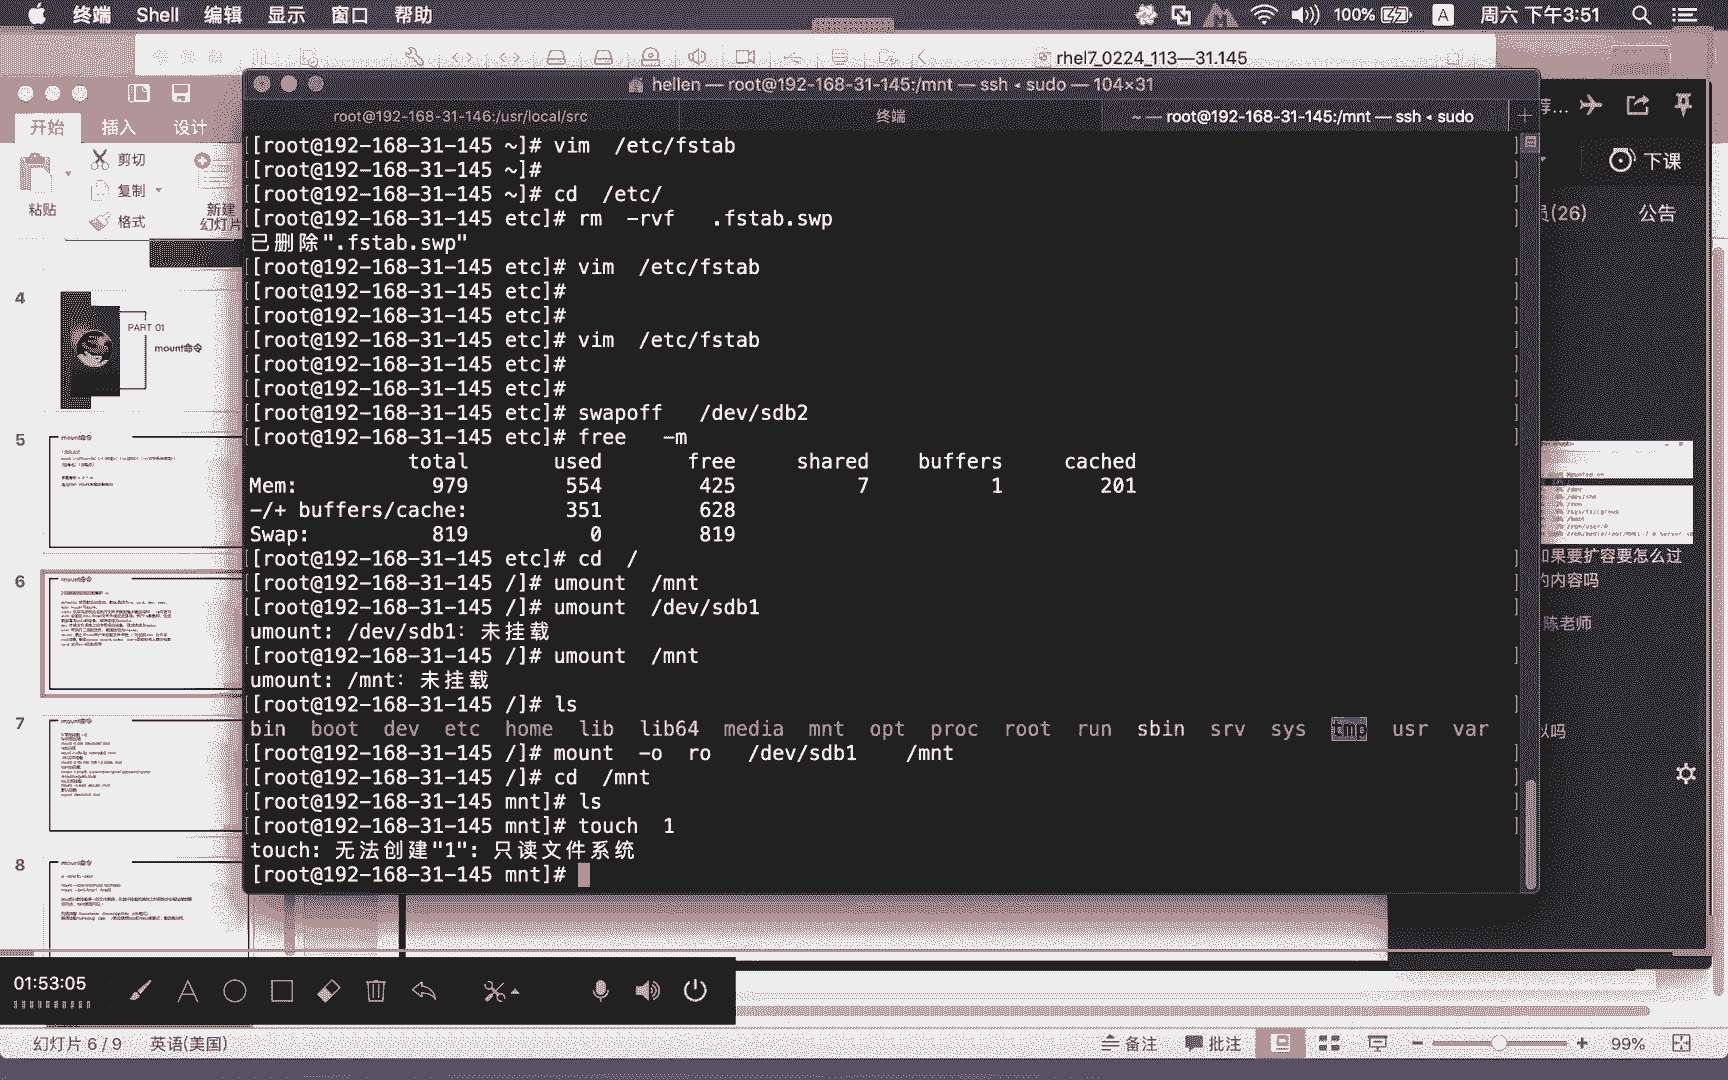 终端 Shell 编辑 显示 窗口 帮助 100% A 周六 下午3:51
rhel7_0224_113—31.145
hellen — root@192-168-31-145:/mnt — ssh ◂ sudo — 104×31
root@192-168-31-146:/usr/local/src 终端 ~ — root@192-168-31-145:/mnt — ssh ◂ sudo
开始 插入 设计
剪切
复制
格式
粘贴
新建
幻灯片
下课
员(26) 公告
[root@192-168-31-145 ~]# vim  /etc/fstab
[root@192-168-31-145 ~]#
[root@192-168-31-145 ~]# cd  /etc/
[root@192-168-31-145 etc]# rm  -rvf   .fstab.swp
已删除".fstab.swp"
[root@192-168-31-145 etc]# vim  /etc/fstab
[root@192-168-31-145 etc]#
[root@192-168-31-145 etc]#
[root@192-168-31-145 etc]# vim  /etc/fstab
[root@192-168-31-145 etc]#
[root@192-168-31-145 etc]#
[root@192-168-31-145 etc]# swapoff   /dev/sdb2
[root@192-168-31-145 etc]# free   -m
             total       used       free     shared    buffers     cached
Mem:           979        554        425          7          1        201
-/+ buffers/cache:        351        628
Swap:          819          0        819
[root@192-168-31-145 etc]# cd  /
[root@192-168-31-145 /]# umount  /mnt
[root@192-168-31-145 /]# umount  /dev/sdb1
umount: /dev/sdb1: 未挂载
[root@192-168-31-145 /]# umount  /mnt
umount: /mnt: 未挂载
[root@192-168-31-145 /]# ls
bin  boot  dev  etc  home  lib  lib64  media  mnt  opt  proc  root  run  sbin  srv  sys  tmp  usr  var
[root@192-168-31-145 /]# mount  -o  ro   /dev/sdb1    /mnt
[root@192-168-31-145 /]# cd  /mnt
[root@192-168-31-145 mnt]# ls
[root@192-168-31-145 mnt]# touch  1
touch: 无法创建"1": 只读文件系统
[root@192-168-31-145 mnt]#
4
PART 01
mount命令
5
mount命令
6
mount命令
7
mount命令
8
mount命令
如果要扩容要怎么过
的内容吗
陈老师
以吗
01:53:05
幻灯片 6 / 9 英语(美国) 备注 批注 99%